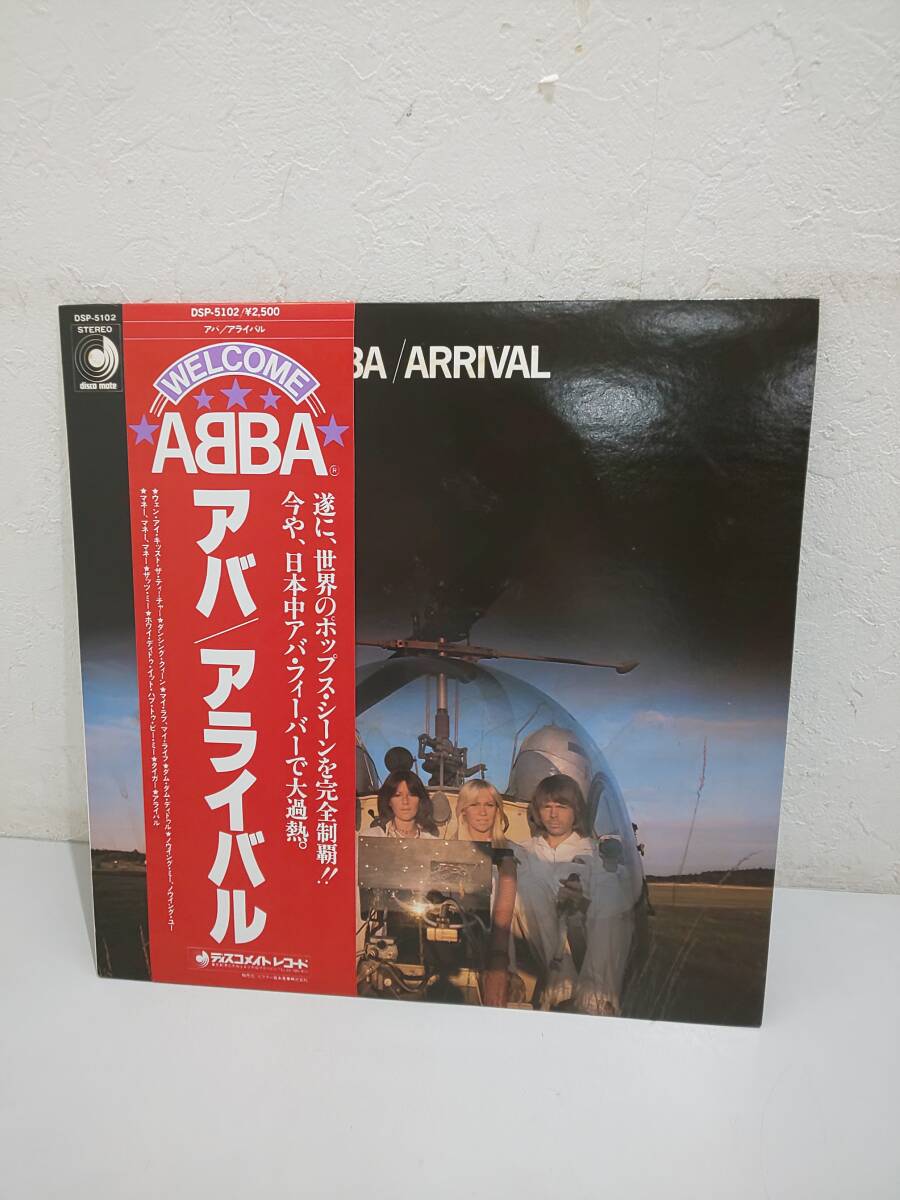 DSP-5102
STEREO
disco mate
DSP-5102/¥2,500
アバ/アライバル
WELCOME
ABBA
®
BA/ARRIVAL
遂に、世界のポップス・シーンを完全制覇!!
今や、日本中アバ・フィーバーで大過熱。
アバ/アライバル
★ウェン・アイ・キッスト・ザ・ティーチャー★ダンシング・クィーン★マイ・ラブ、マイ・ライフ★ダム・ダム・ディドゥル★ノウイング・ミー、ノウイング・ユー
★マネー、マネー、マネー★ザッツ・ミー★ホワイ・ディドゥ・イット・ハフ・トゥ・ビー・ミー★タイガー★アライバル
ディスコメイト レコード